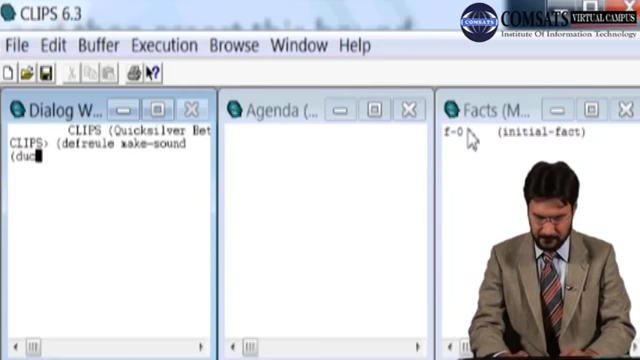 CLIPS 6.3
COMSATS VIRTUAL CAMPUS
Institute Of Information Technology
File Edit Buffer Execution Browse Window Help
Dialog W...
Agenda (...
Facts (M...
CLIPS (Quicksilver Bet
CLIPS> (defreule make-sound
(duc
f-0 (initial-fact)